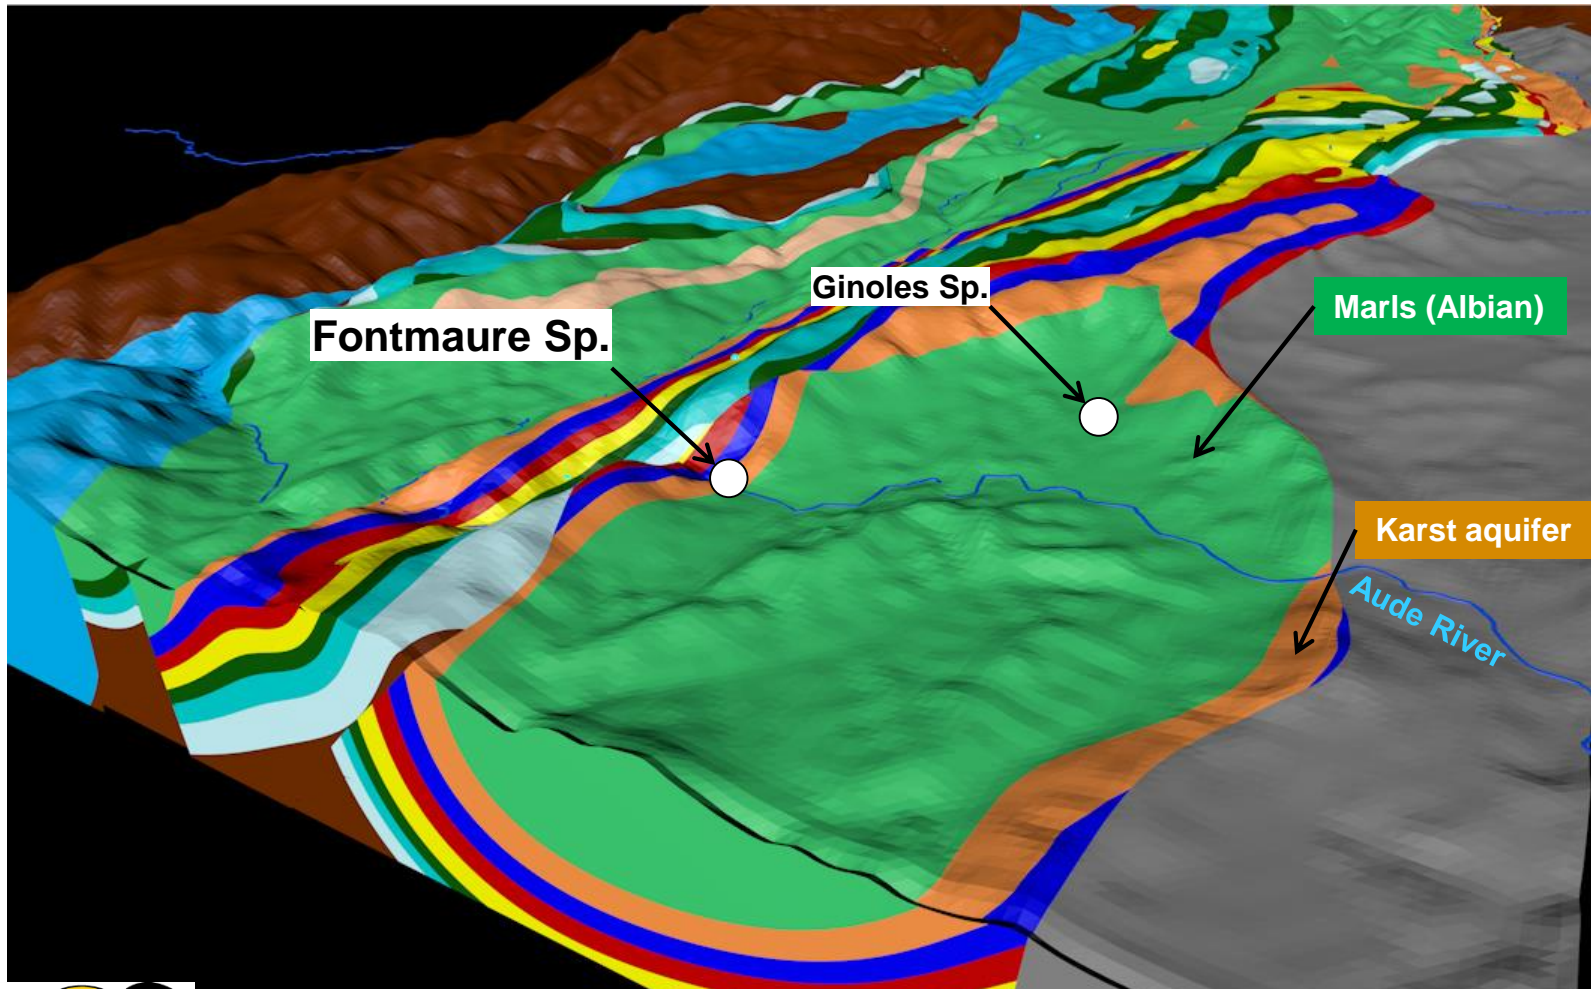 Ginoles Sp.
Marls (Albian)
Fontmaure Sp.
Karst aquifer
Aude River